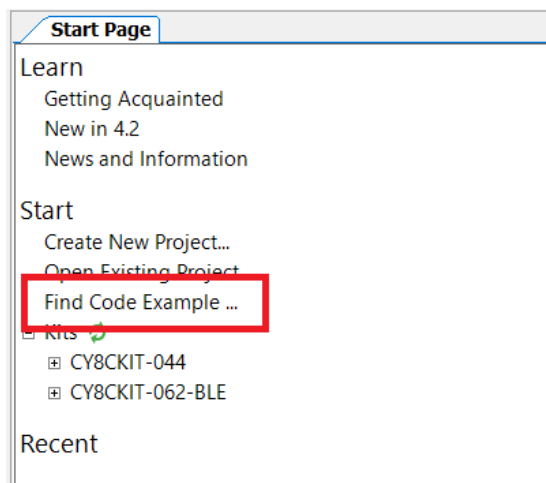 Start Page
Learn
Getting Acquainted
New in 4.2
News and Information
Start
Create New Project...
Open Existing Project
Find Code Example ...
Kits
CY8CKIT-044
CY8CKIT-062-BLE
Recent